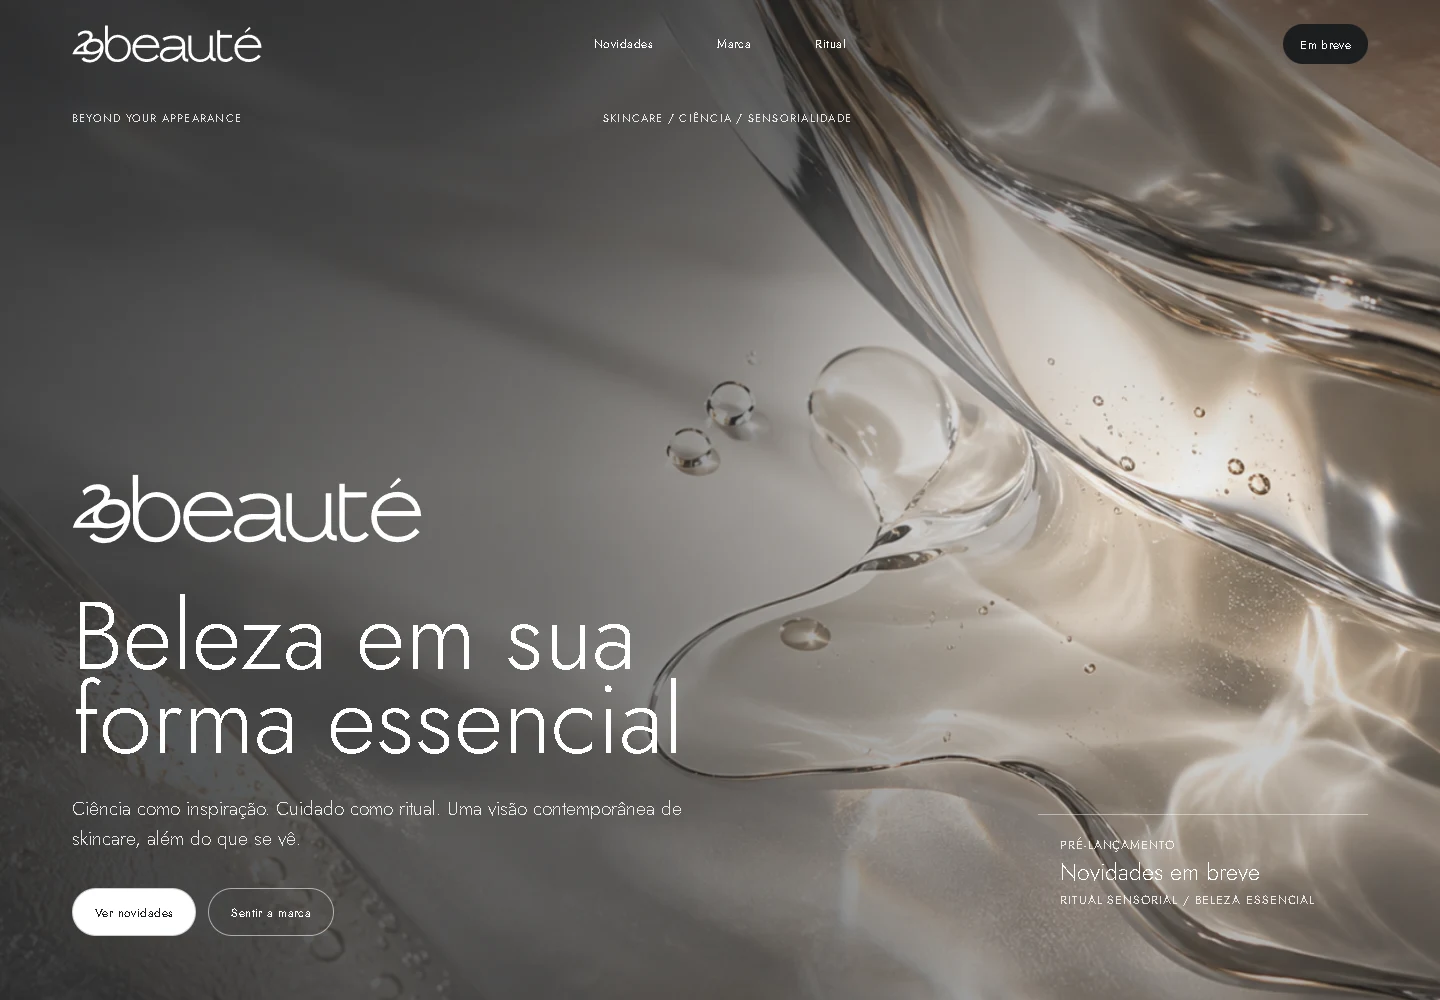 29beauté
Novidades
Marca
Ritual
Em breve
BEYOND YOUR APPEARANCE
SKINCARE / CIÊNCIA / SENSORIALIDADE
29beauté
Beleza em sua
forma essencial
Ciência como inspiração. Cuidado como ritual. Uma visão contemporânea de
skincare, além do que se vê.
Ver novidades
Sentir a marca
PRÉ-LANÇAMENTO
Novidades em breve
RITUAL SENSORIAL / BELEZA ESSENCIAL